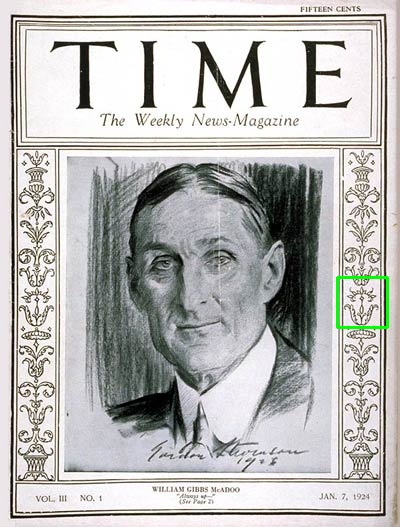 FIFTEEN CENTS
TIME
The Weekly News-Magazine
Gordon Stevenson
1923
WILLIAM GIBBS McADOO
"Always up—"
(See Page 2)
VOL. III NO. 1
JAN. 7, 1924